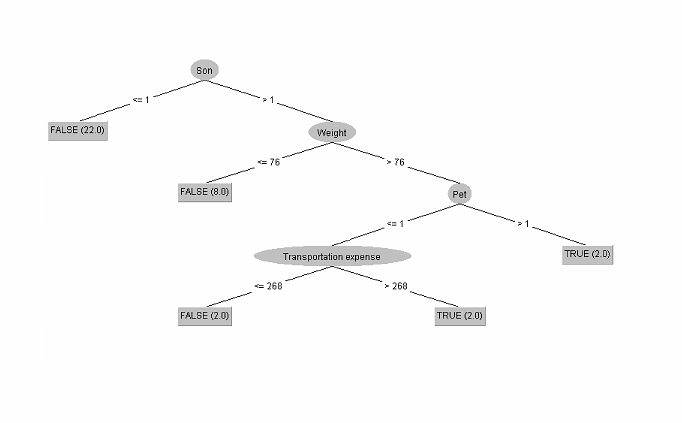 Son
<= 1
> 1
FALSE (22.0)
Weight
<= 76
> 76
FALSE (8.0)
Pet
<= 1
> 1
Transportation expense
TRUE (2.0)
<= 268
> 268
FALSE (2.0)
TRUE (2.0)